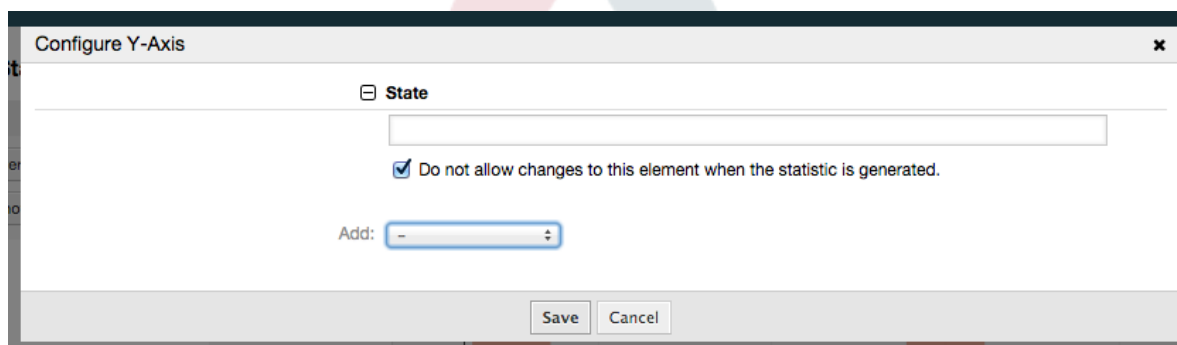 Configure Y-Axis
State
Do not allow changes to this element when the statistic is generated.
Add: –
Save Cancel